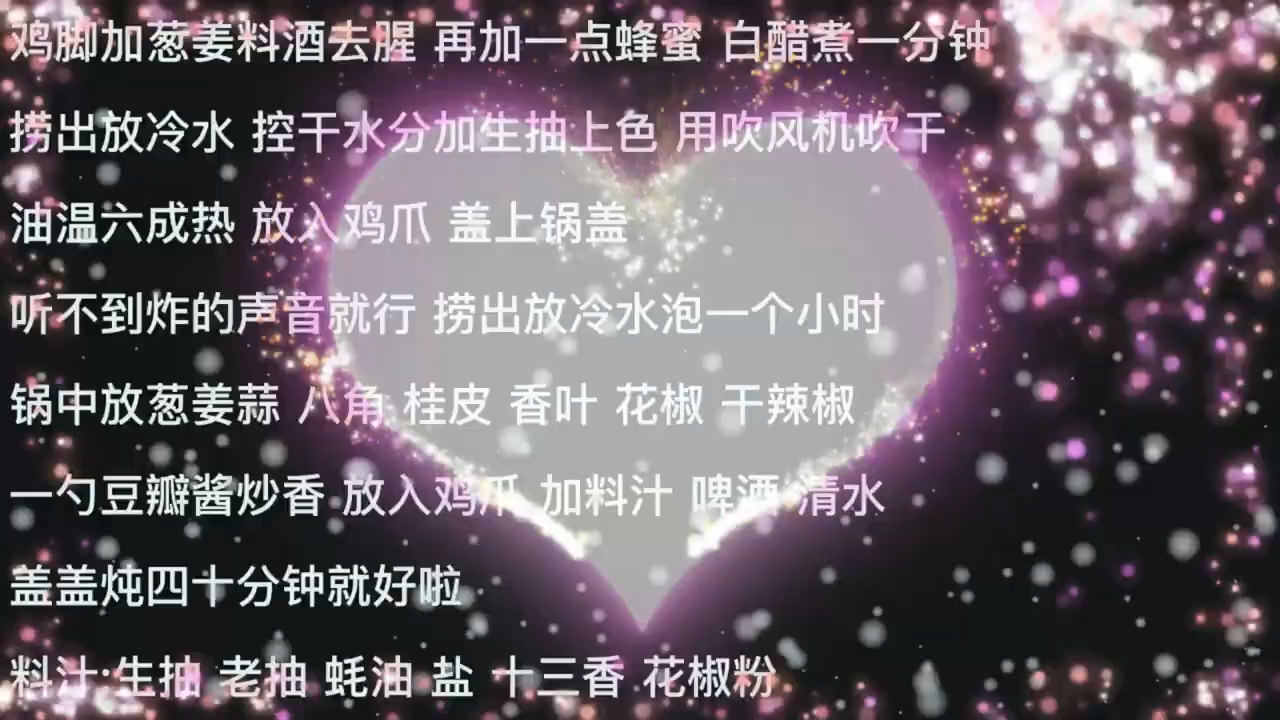 鸡脚加葱姜料酒去腥 再加一点蜂蜜 白醋煮一分钟
捞出放冷水 控干水分加生抽上色 用吹风机吹干
油温六成热 放入鸡爪 盖上锅盖
听不到炸的声音就行 捞出放冷水泡一个小时
锅中放葱姜蒜 八角 桂皮 香叶 花椒 干辣椒
一勺豆瓣酱炒香 放入鸡爪 加料汁 啤酒 清水
盖盖炖四十分钟就好啦
料汁:生抽 老抽 蚝油 盐 十三香 花椒粉